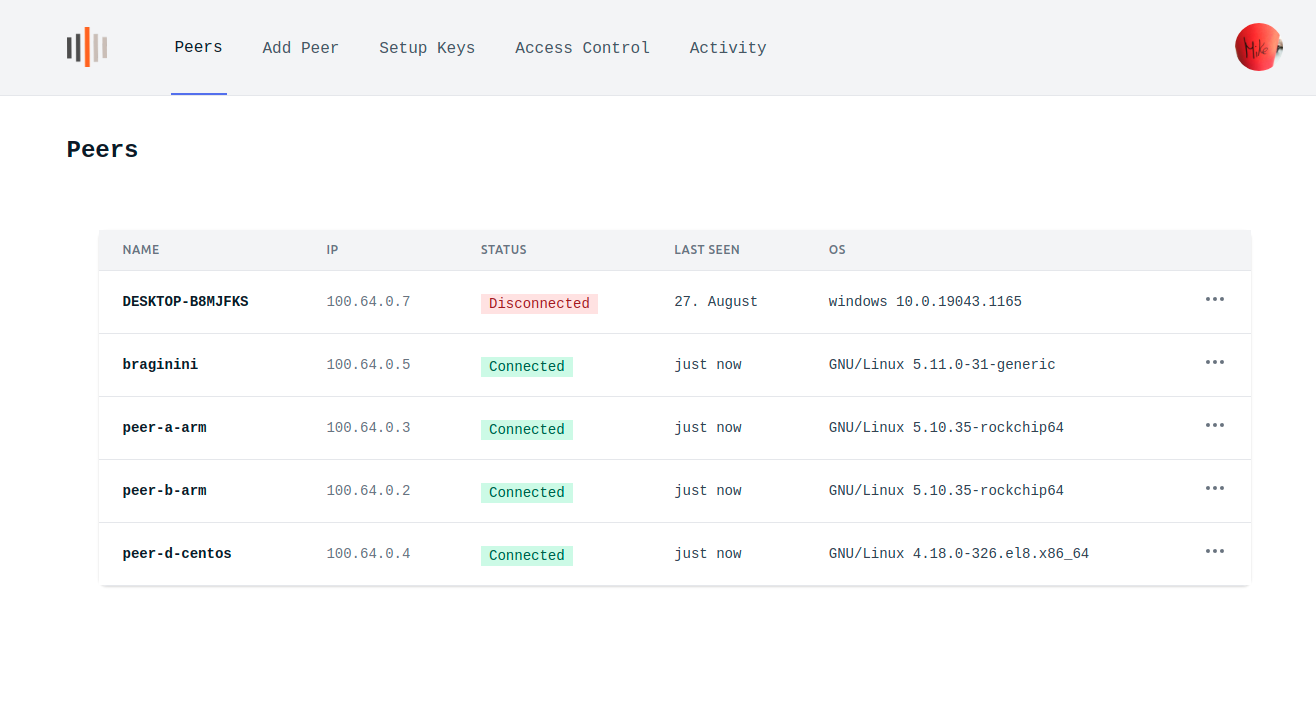 Peers Add Peer Setup Keys Access Control Activity Mike
Peers
NAME IP STATUS LAST SEEN OS
DESKTOP-B8MJFKS 100.64.0.7 Disconnected 27. August windows 10.0.19043.1165
braginini 100.64.0.5 Connected just now GNU/Linux 5.11.0-31-generic
peer-a-arm 100.64.0.3 Connected just now GNU/Linux 5.10.35-rockchip64
peer-b-arm 100.64.0.2 Connected just now GNU/Linux 5.10.35-rockchip64
peer-d-centos 100.64.0.4 Connected just now GNU/Linux 4.18.0-326.el8.x86_64